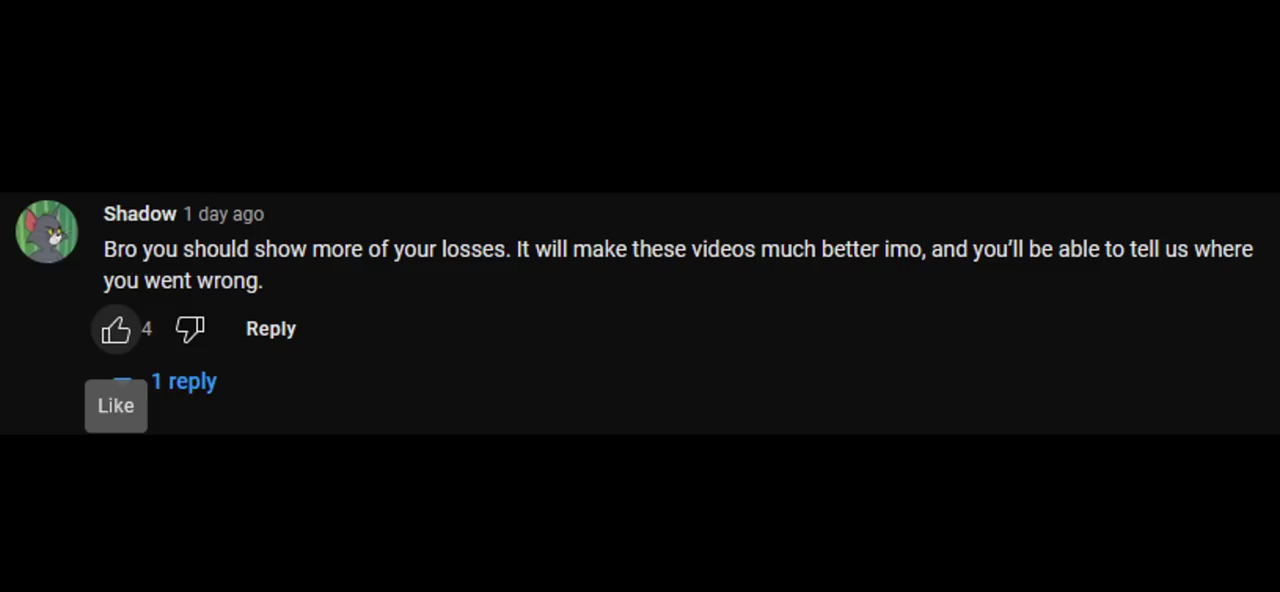 Shadow 1 day ago
Bro you should show more of your losses. It will make these videos much better imo, and you’ll be able to tell us where
you went wrong.
4 Reply
1 reply
Like